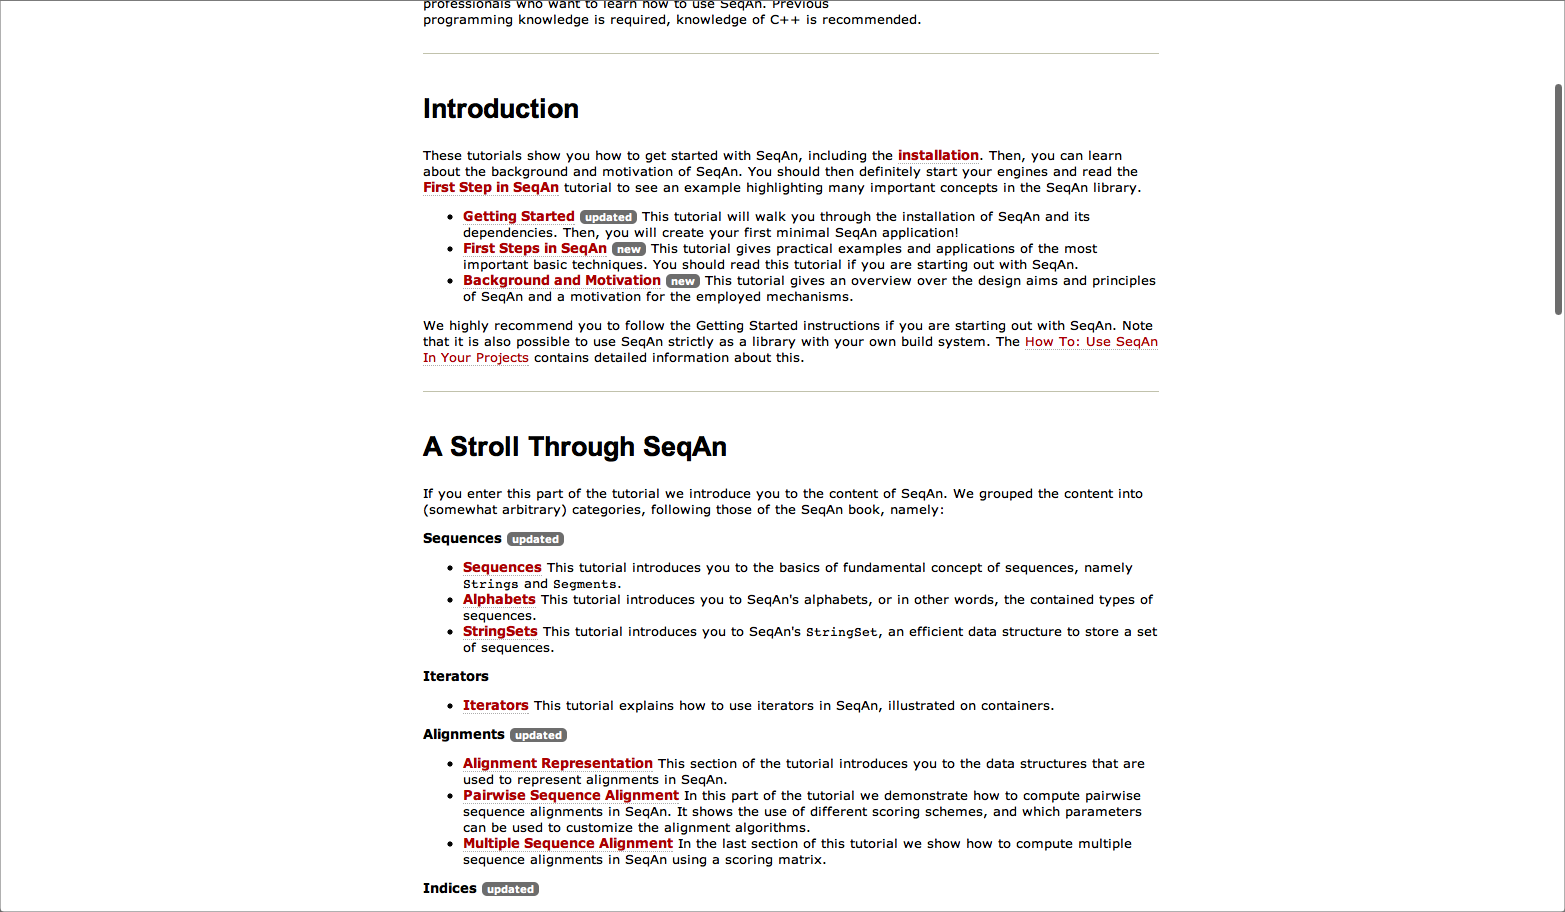 professionals who want to learn how to use SeqAn. Previous
programming knowledge is required, knowledge of C++ is recommended.
Introduction
These tutorials show you how to get started with SeqAn, including the installation. Then, you can learn
about the background and motivation of SeqAn. You should then definitely start your engines and read the
First Step in SeqAn tutorial to see an example highlighting many important concepts in the SeqAn library.
• Getting Started updated This tutorial will walk you through the installation of SeqAn and its
dependencies. Then, you will create your first minimal SeqAn application!
• First Steps in SeqAn new This tutorial gives practical examples and applications of the most
important basic techniques. You should read this tutorial if you are starting out with SeqAn.
• Background and Motivation new This tutorial gives an overview over the design aims and principles
of SeqAn and a motivation for the employed mechanisms.
We highly recommend you to follow the Getting Started instructions if you are starting out with SeqAn. Note
that it is also possible to use SeqAn strictly as a library with your own build system. The How To: Use SeqAn
In Your Projects contains detailed information about this.
A Stroll Through SeqAn
If you enter this part of the tutorial we introduce you to the content of SeqAn. We grouped the content into
(somewhat arbitrary) categories, following those of the SeqAn book, namely:
Sequences updated
• Sequences This tutorial introduces you to the basics of fundamental concept of sequences, namely
Strings and Segments.
• Alphabets This tutorial introduces you to SeqAn's alphabets, or in other words, the contained types of
sequences.
• StringSets This tutorial introduces you to SeqAn's StringSet, an efficient data structure to store a set
of sequences.
Iterators
• Iterators This tutorial explains how to use iterators in SeqAn, illustrated on containers.
Alignments updated
• Alignment Representation This section of the tutorial introduces you to the data structures that are
used to represent alignments in SeqAn.
• Pairwise Sequence Alignment In this part of the tutorial we demonstrate how to compute pairwise
sequence alignments in SeqAn. It shows the use of different scoring schemes, and which parameters
can be used to customize the alignment algorithms.
• Multiple Sequence Alignment In the last section of this tutorial we show how to compute multiple
sequence alignments in SeqAn using a scoring matrix.
Indices updated